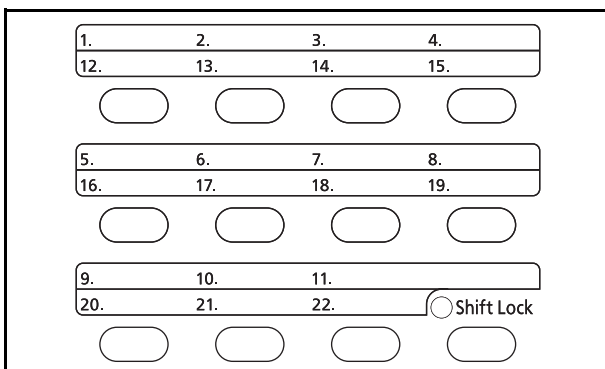 1. 2. 3. 4.
12. 13. 14. 15.
5. 6. 7. 8.
16. 17. 18. 19.
9. 10. 11.
20. 21. 22. Shift Lock